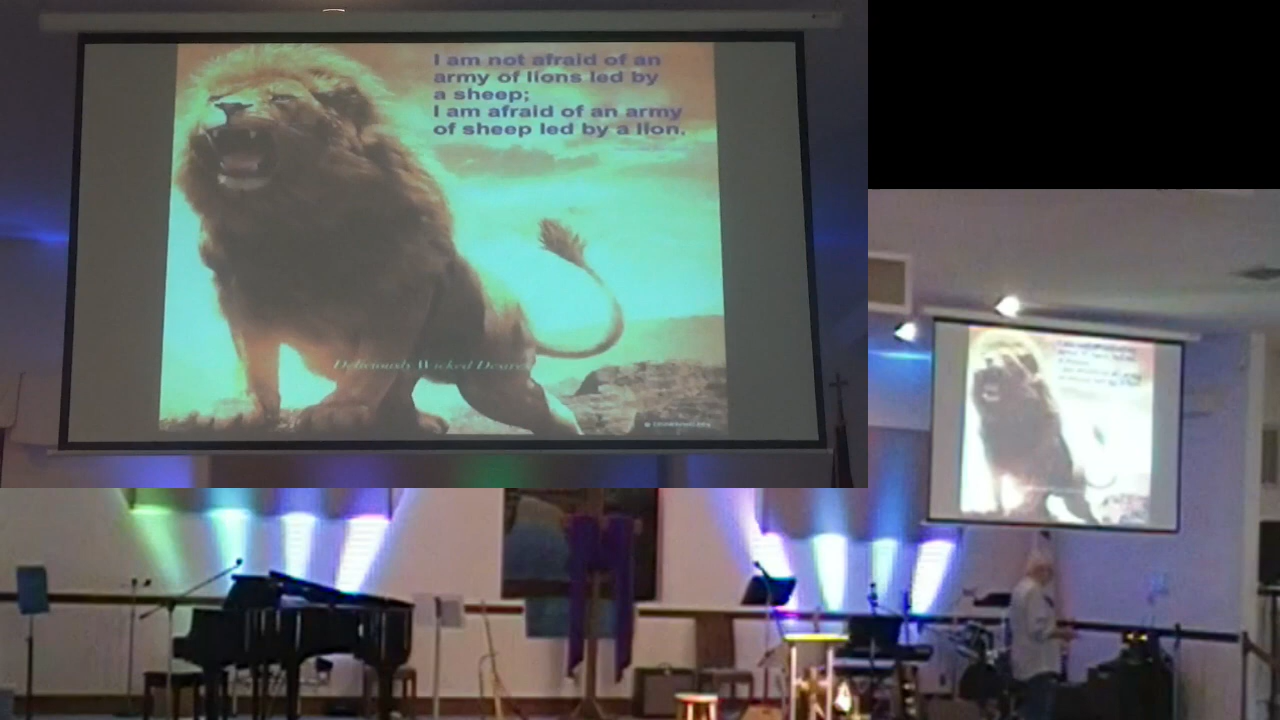 I am not afraid of an
army of lions led by
a sheep;
I am afraid of an army
of sheep led by a lion.
Deliciously Wicked Desires